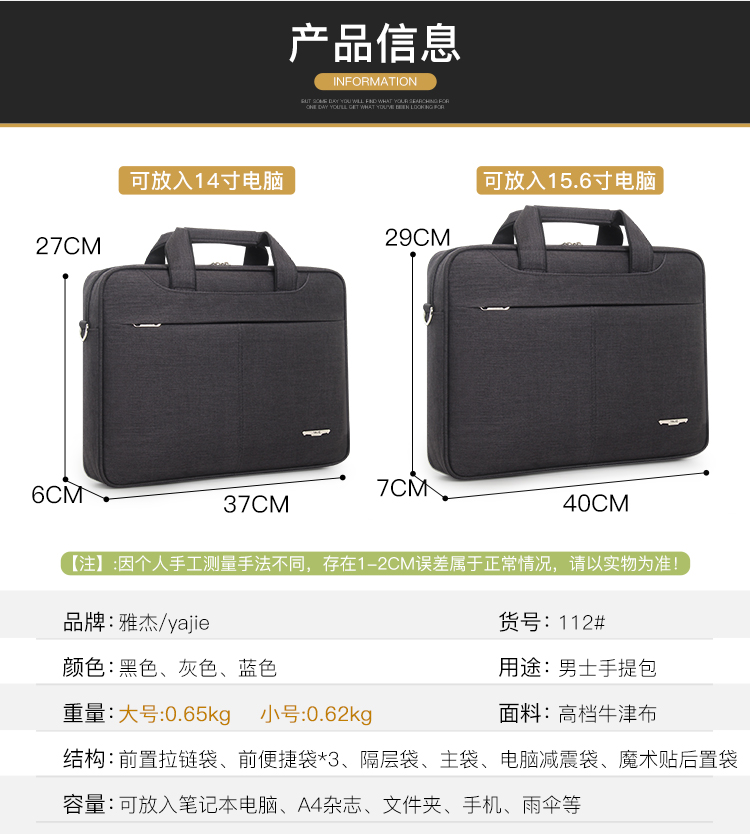 产品信息
INFORMATION
BUT SOME DAY YOU WILL FIND WHAT YOUR SEARCHING FOR
ONE DAY YOU'LL GET WHAT YOU'VE BEEN LOOKING FOR
可放入14寸电脑
可放入15.6寸电脑
27CM
29CM
6CM
37CM
7CM
40CM
【注】:因个人手工测量手法不同，存在1-2CM误差属于正常情况，请以实物为准！
品牌：雅杰/yajie
货号：112#
颜色：黑色、灰色、蓝色
用途：男士手提包
重量：大号:0.65kg 小号:0.62kg
面料：高档牛津布
结构：前置拉链袋、前便捷袋*3、隔层袋、主袋、电脑减震袋、魔术贴后置袋
容量：可放入笔记本电脑、A4杂志、文件夹、手机、雨伞等